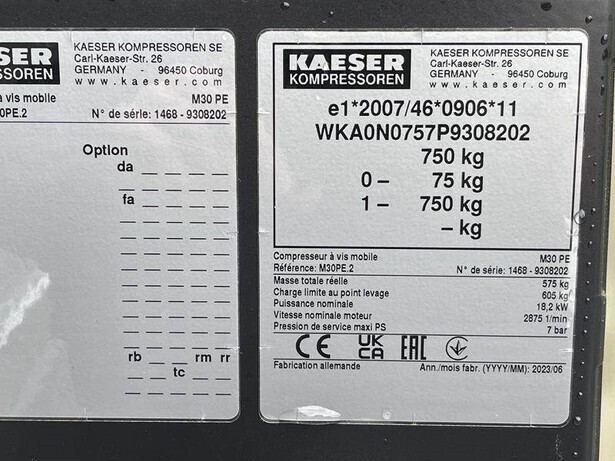 ESER
SSOREN
KAESER KOMPRESSOREN SE
Carl-Kaeser-Str. 26
GERMANY - 96450 Coburg
www.kaeser.com
à vis mobile M30 PE
0PE.2 N° de série: 1468 - 9308202
Option
da
fa
rb rm rr
tc
KAESER
KOMPRESSOREN
KAESER KOMPRESSOREN SE
Carl-Kaeser-Str. 26
GERMANY - 96450 Coburg
www.kaeser.com
e1*2007/46*0906*11
WKA0N0757P9308202
750 kg
0 – 75 kg
1 – 750 kg
– kg
Compresseur à vis mobile M30 PE
Référence: M30PE.2 N° de série: 1468 - 9308202
Masse totale réelle 575 kg
Charge limite au point levage 605 kg
Puissance nominale 18,2 kW
Vitesse nominale moteur 2875 1/min
Pression de service maxi PS 7 bar
CE UK CA EAC
Fabrication allemande Ann./mois fabr. (YYYY/MM): 2023/06